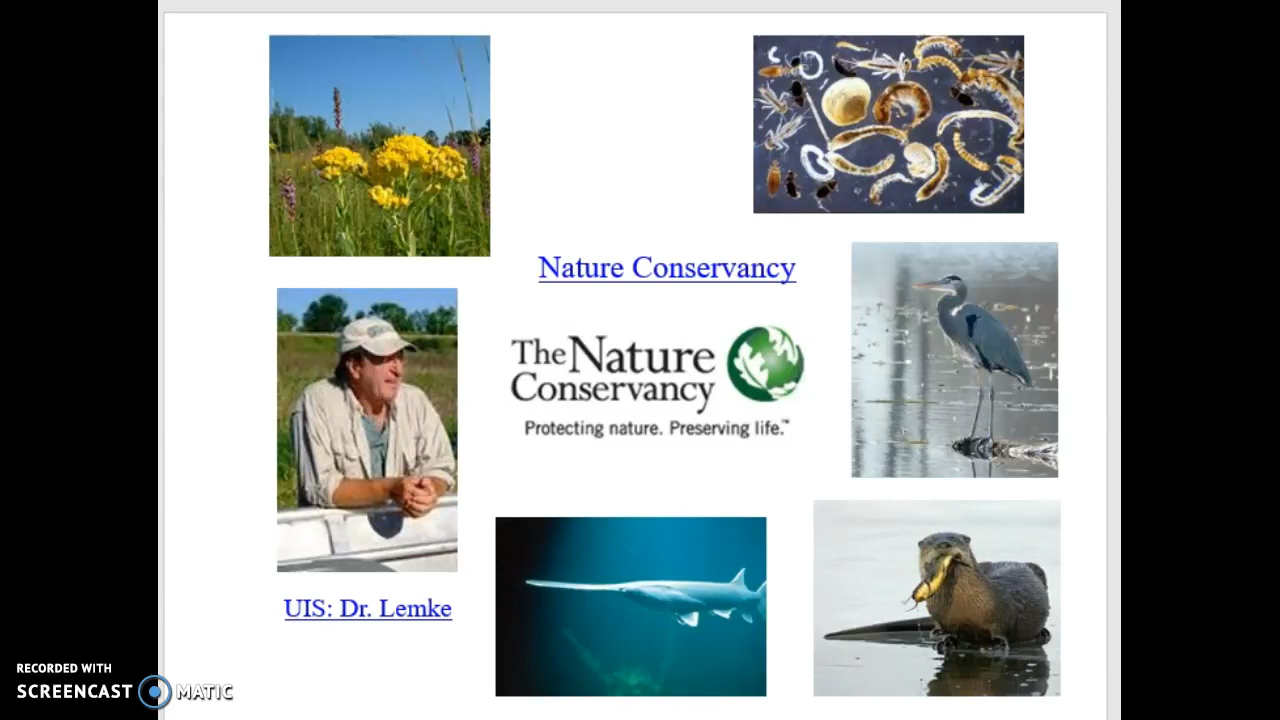 Nature Conservancy
The Nature
Conservancy
Protecting nature. Preserving life.™
UIS: Dr. Lemke
RECORDED WITH
SCREENCAST MATIC